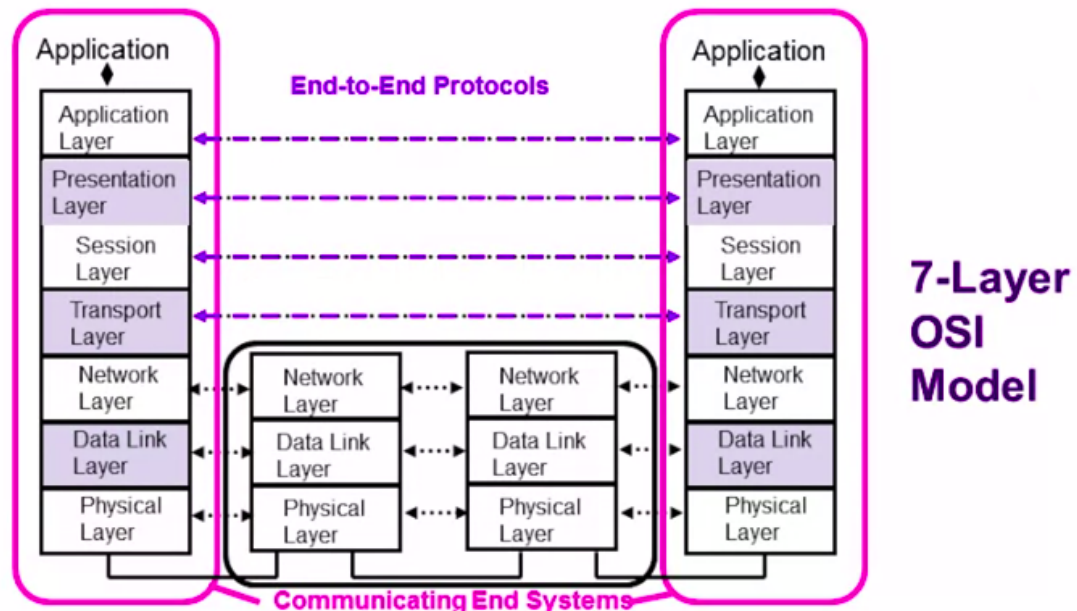 Application
Application
Layer
Presentation
Layer
Session
Layer
Transport
Layer
Network
Layer
Data Link
Layer
Physical
Layer
End-to-End Protocols
Network
Layer
Data Link
Layer
Physical
Layer
Network
Layer
Data Link
Layer
Physical
Layer
Application
Application
Layer
Presentation
Layer
Session
Layer
Transport
Layer
Network
Layer
Data Link
Layer
Physical
Layer
Communicating End Systems
7-Layer
OSI
Model